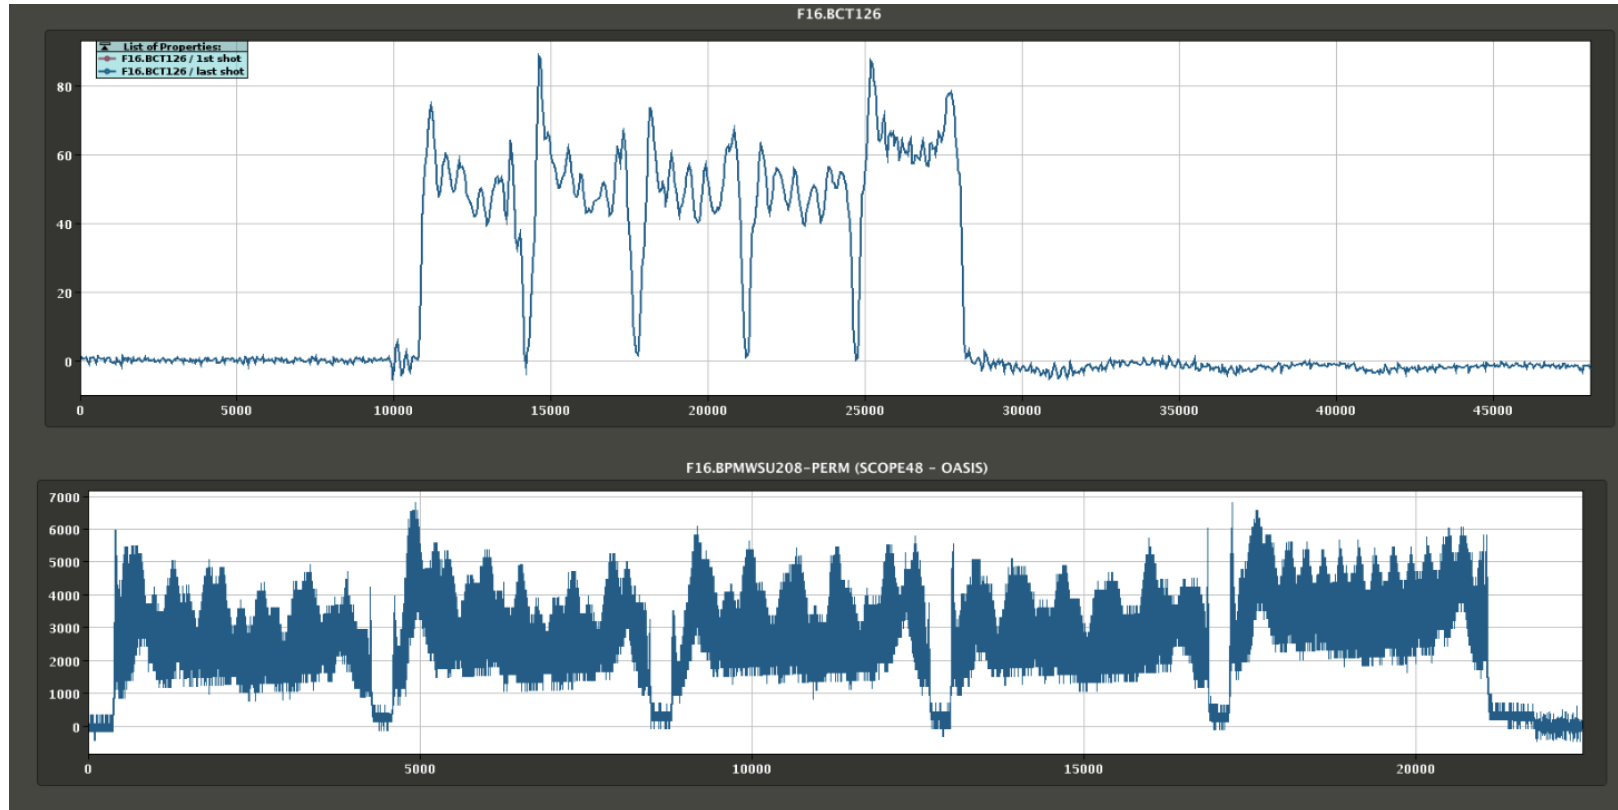 F16.BCT126
List of Properties:
F16.BCT126 / 1st shot
F16.BCT126 / last shot
80
60
40
20
0
0 5000 10000 15000 20000 25000 30000 35000 40000 45000
F16.BPMWSU208-PERM (SCOPE48 - OASIS)
7000
6000
5000
4000
3000
2000
1000
0
0 5000 10000 15000 20000